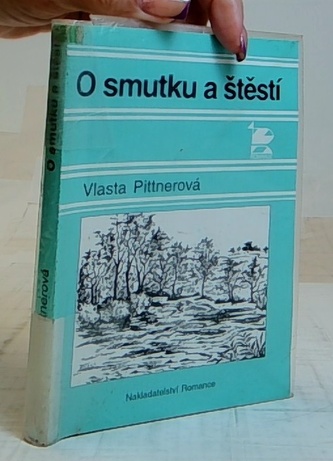 O smutku a štěstí
Vlasta Pittnerová
Nakladatelství Romance
O smutku a štěstí
nerová